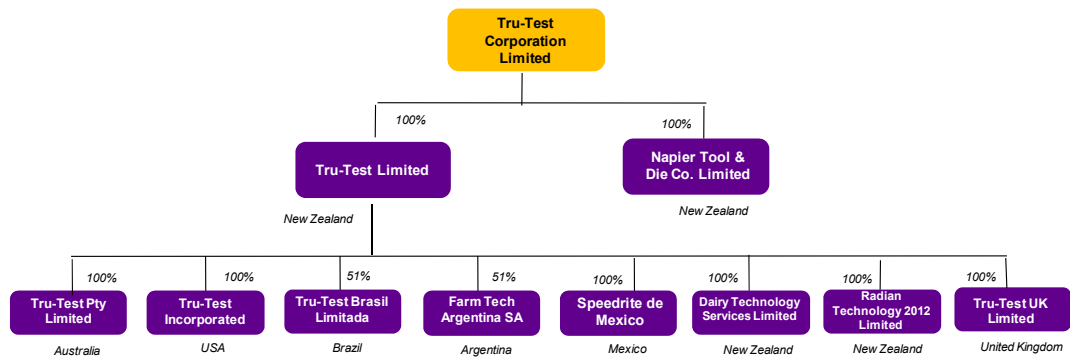 Tru-Test
Corporation
Limited
100%
100%
Tru-Test Limited
Napier Tool &
Die Co. Limited
New Zealand
New Zealand
100%
100%
51%
51%
100%
100%
100%
100%
Tru-Test Pty
Limited
Tru-Test
Incorporated
Tru-Test Brasil
Limitada
Farm Tech
Argentina SA
Speedrite de
Mexico
Dairy Technology
Services Limited
Radian
Technology 2012
Limited
Tru-Test UK
Limited
Australia
USA
Brazil
Argentina
Mexico
New Zealand
New Zealand
United Kingdom